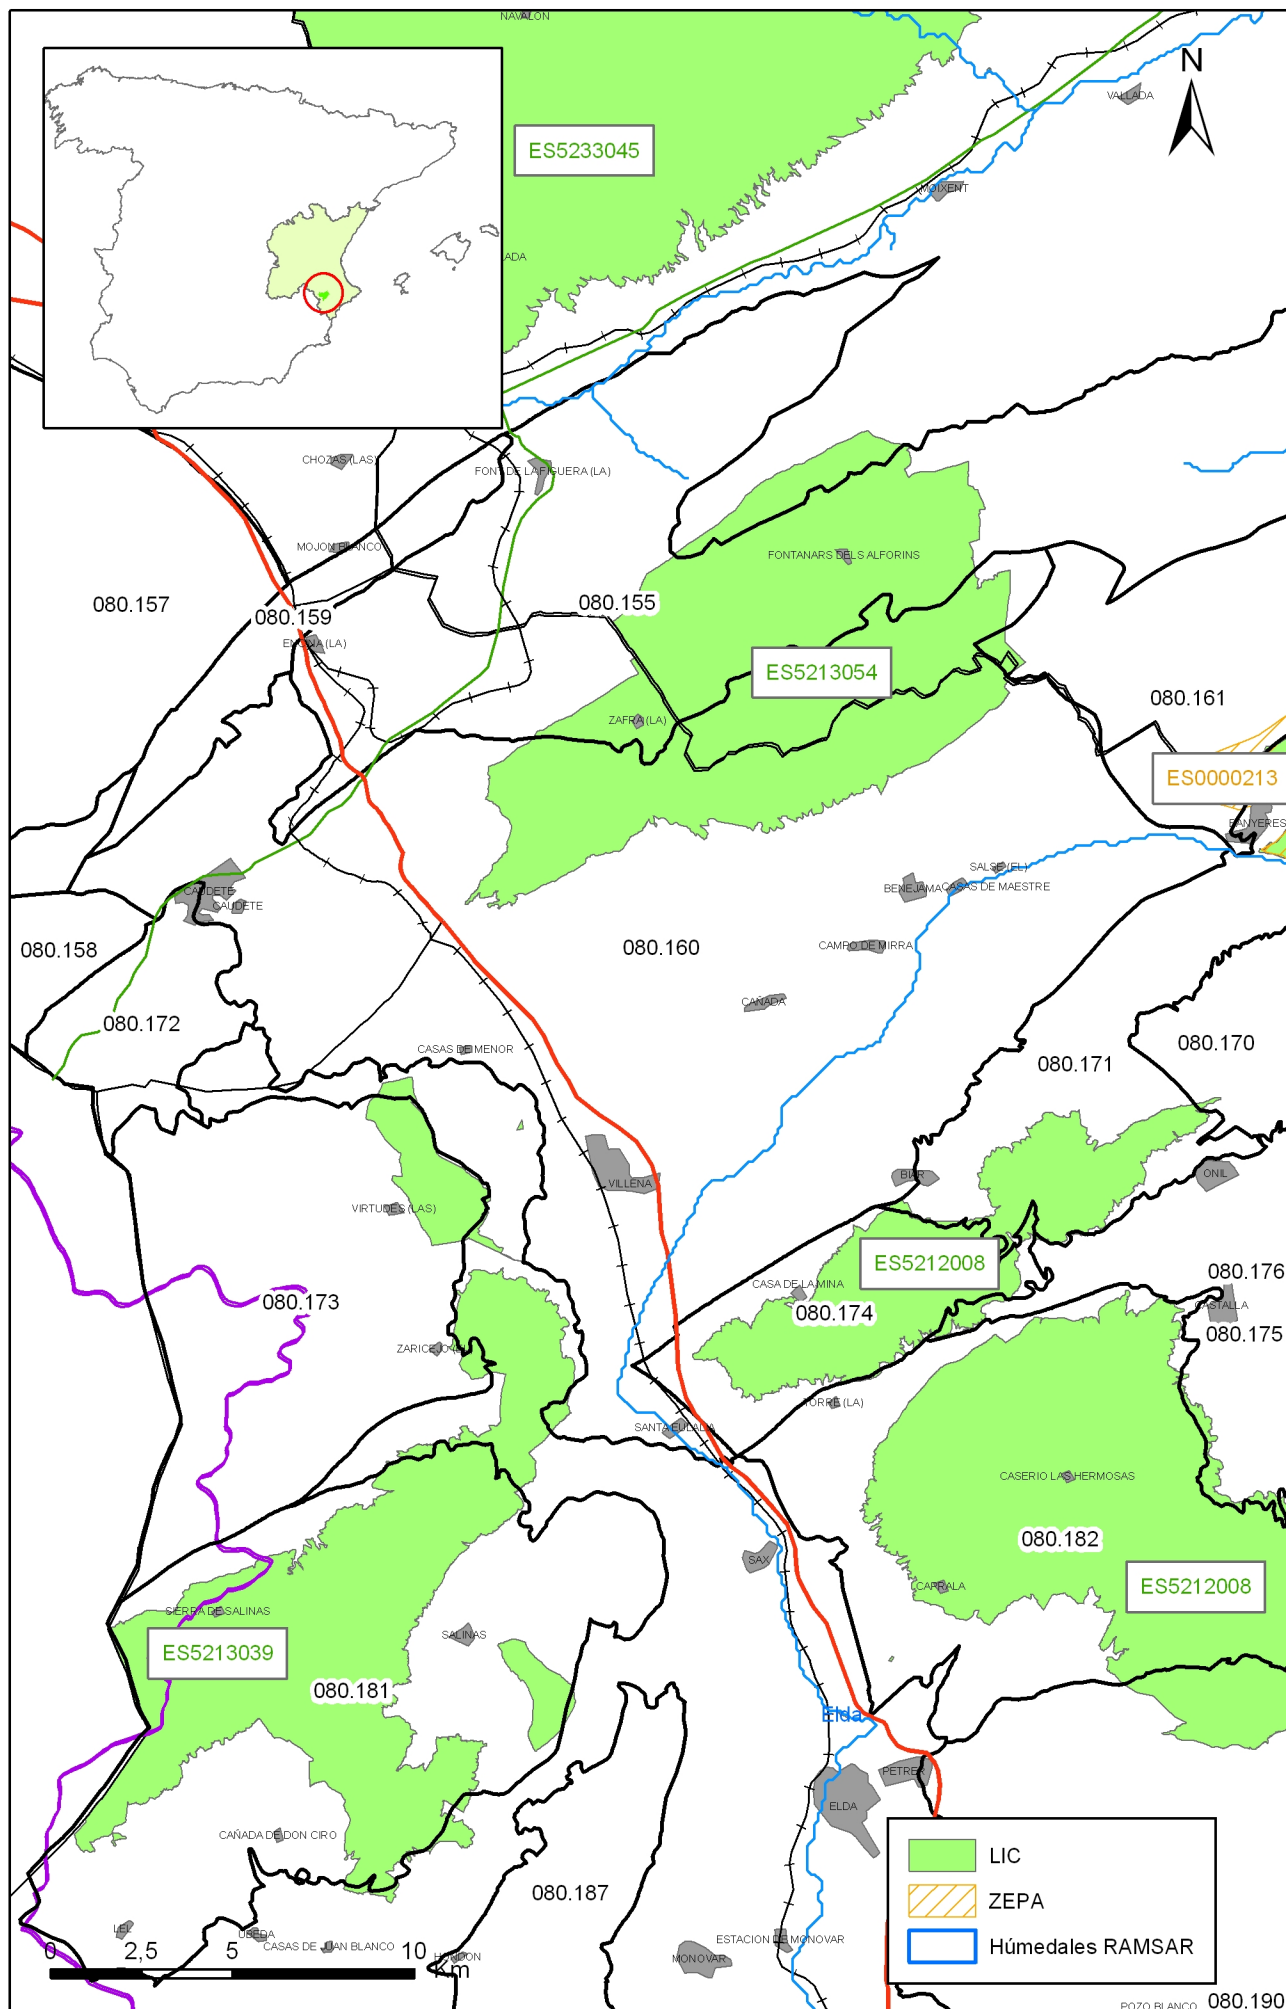 NAVALON
N
VALLADA
ES5233045
MOIXENT
ADA
CHOZAS (LAS)
FONT DE LA FIGUERA (LA)
MOJON BLANCO
FONTANARS DELS ALFORINS
080.157
080.155
080.159
ENCINA (LA)
ES5213054
080.161
ZAFRA (LA)
ES0000213
BANYERES
SALSE (EL)
CAUDETE
BENEJAMA
CASAS DE MAESTRE
CAUDETE
080.158
080.160
CAMPO DE MIRRA
CAÑADA
080.172
080.170
CASAS DE MENOR
080.171
BIAR
ONIL
VILLENA
VIRTUDES (LAS)
ES5212008
080.176
CASA DE LA MINA
080.173
080.174
CASTALLA
080.175
ZARICEJO (EL)
TORRE (LA)
SANTA EULALIA
CASERIO LAS HERMOSAS
080.182
SAX
CAPRALA
ES5212008
SIERRA DE SALINAS
SALINAS
ES5213039
080.181
Elda
PETRER
ELDA
CAÑADA DE DON CIRO
LIC
080.187
ZEPA
LEL
UBEDA
CASAS DE JUAN BLANCO
ESTACION DE MONOVAR
Húmedales RAMSAR
0 2,5 5 10
Km
HONDON
MONOVAR
POZO BLANCO
080.190